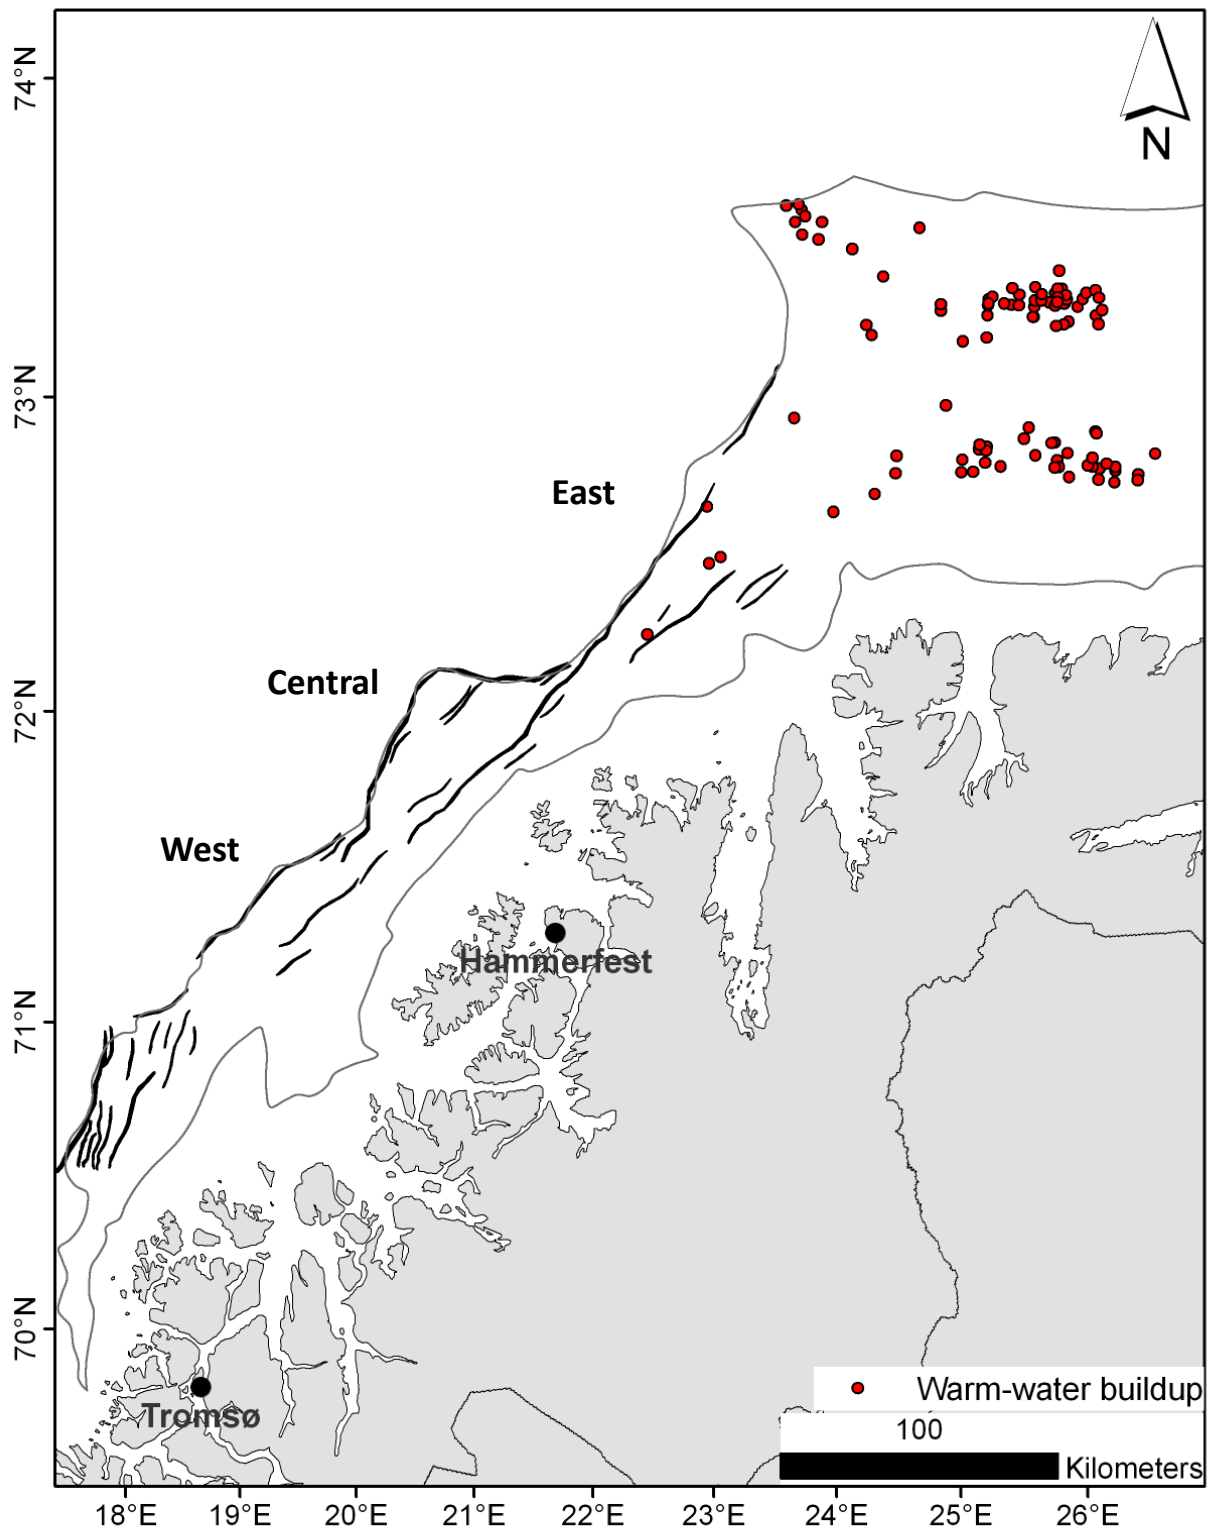 74°N
N
73°N
East
Central
72°N
West
Hammerfest
71°N
70°N
Warm-water buildup
Tromsø
100
Kilometers
18°E 19°E 20°E 21°E 22°E 23°E 24°E 25°E 26°E